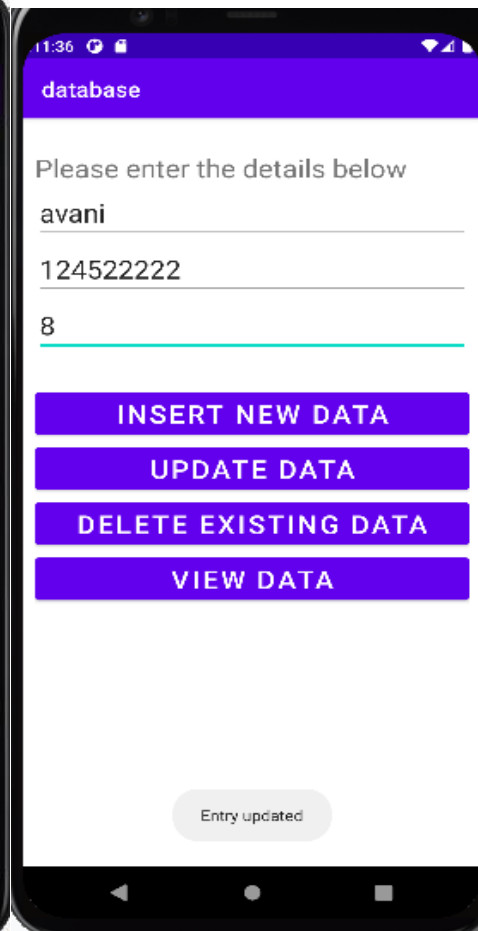 11:36
database
Please enter the details below
avani
124522222
8
INSERT NEW DATA
UPDATE DATA
DELETE EXISTING DATA
VIEW DATA
Entry updated